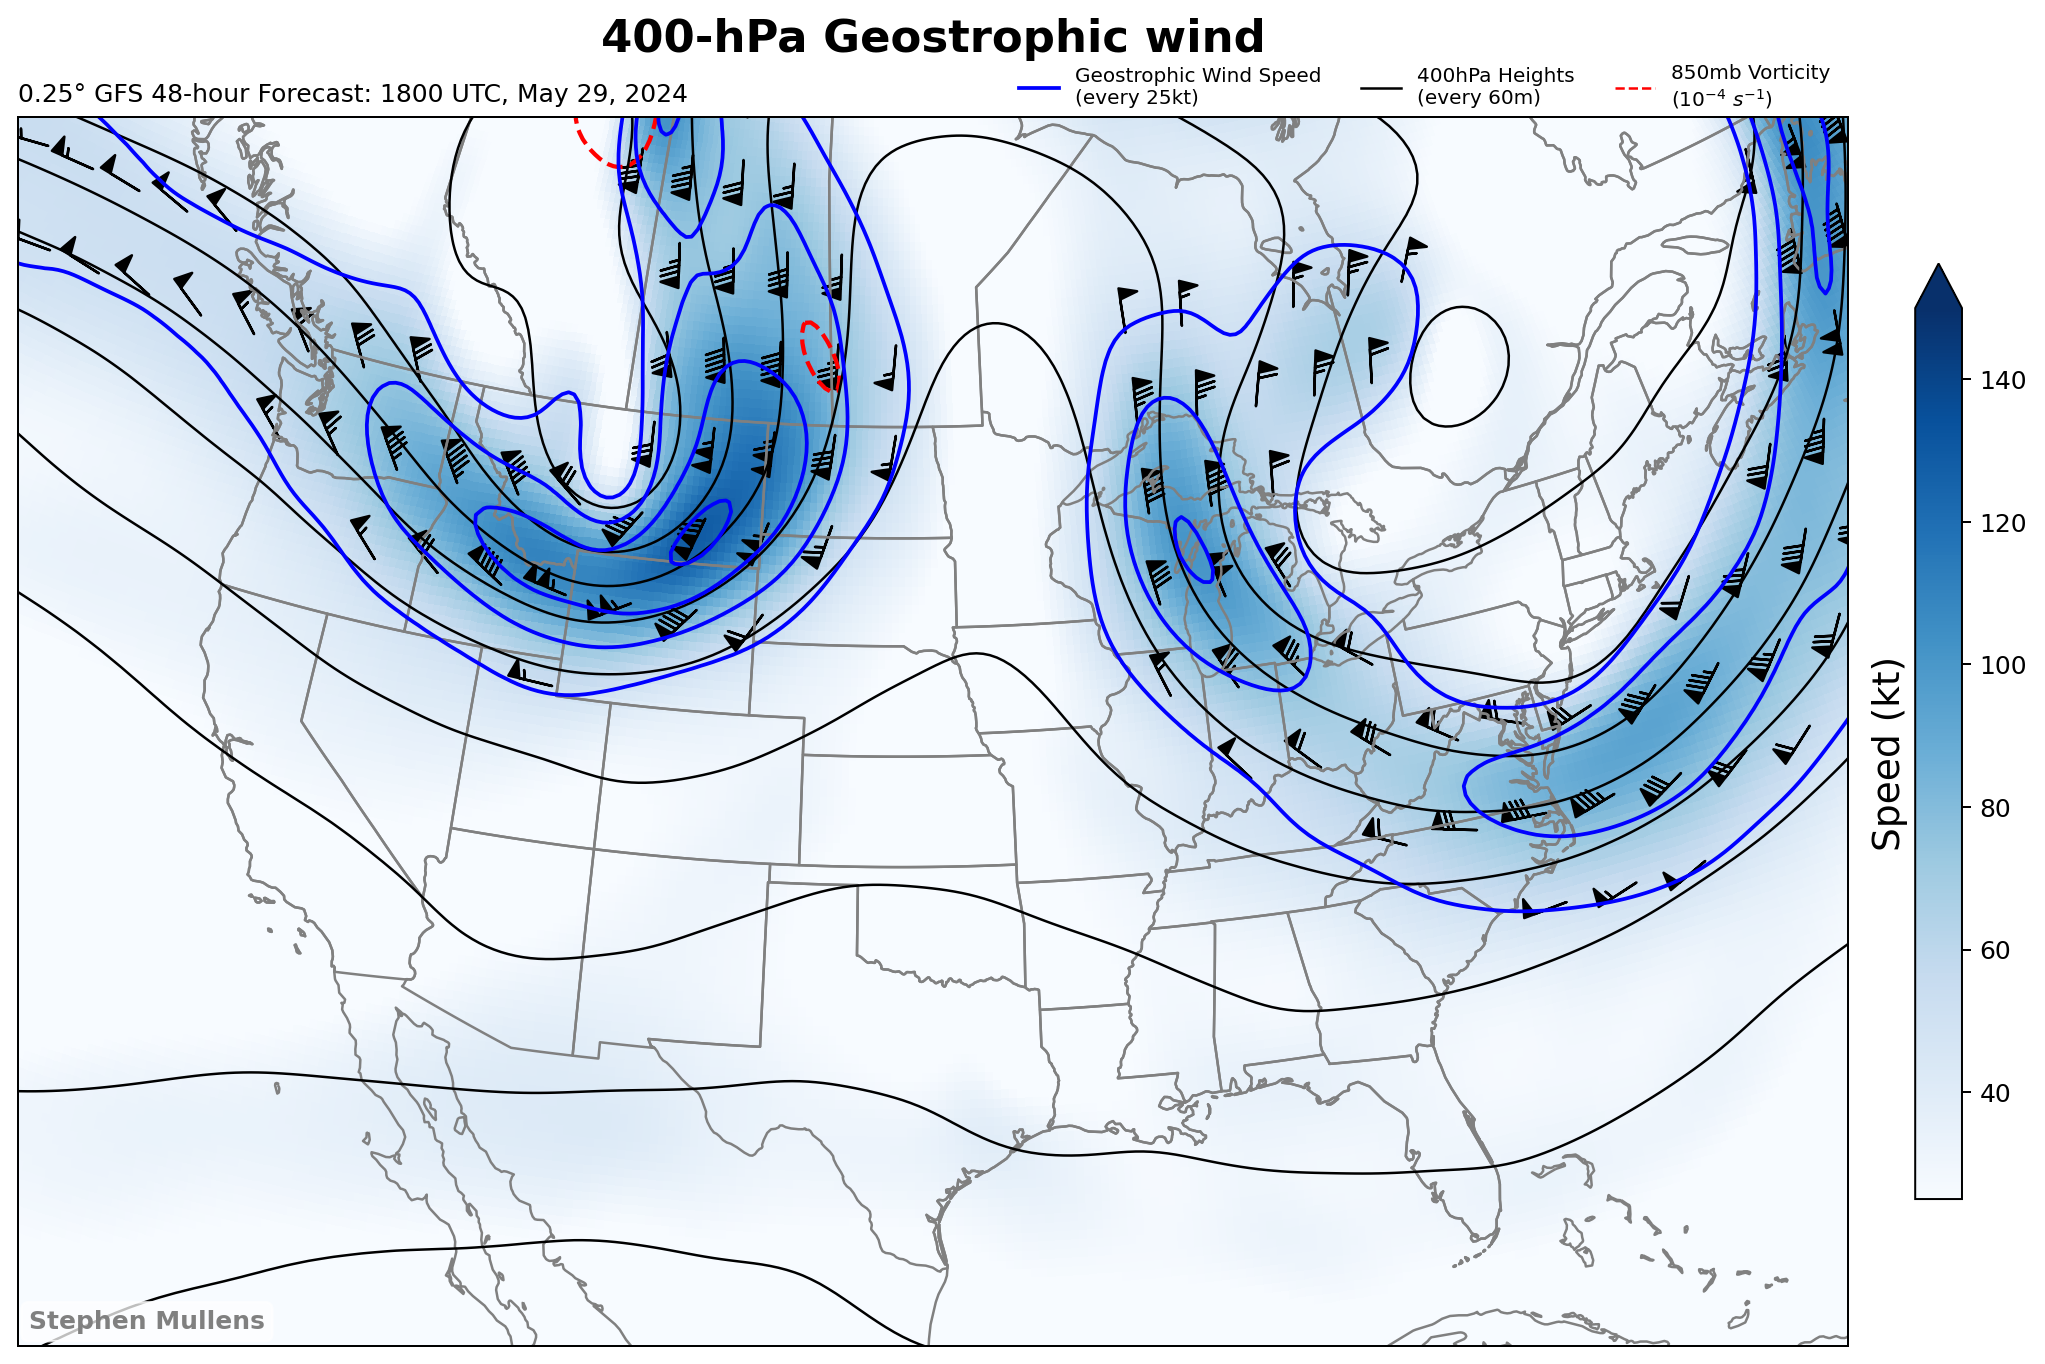 400-hPa Geostrophic wind
0.25° GFS 48-hour Forecast: 1800 UTC, May 29, 2024
Geostrophic Wind Speed
(every 25kt)
400hPa Heights
(every 60m)
850mb Vorticity
(10⁻⁴ s⁻¹)
140
120
100
80
60
40
Speed (kt)
Stephen Mullens